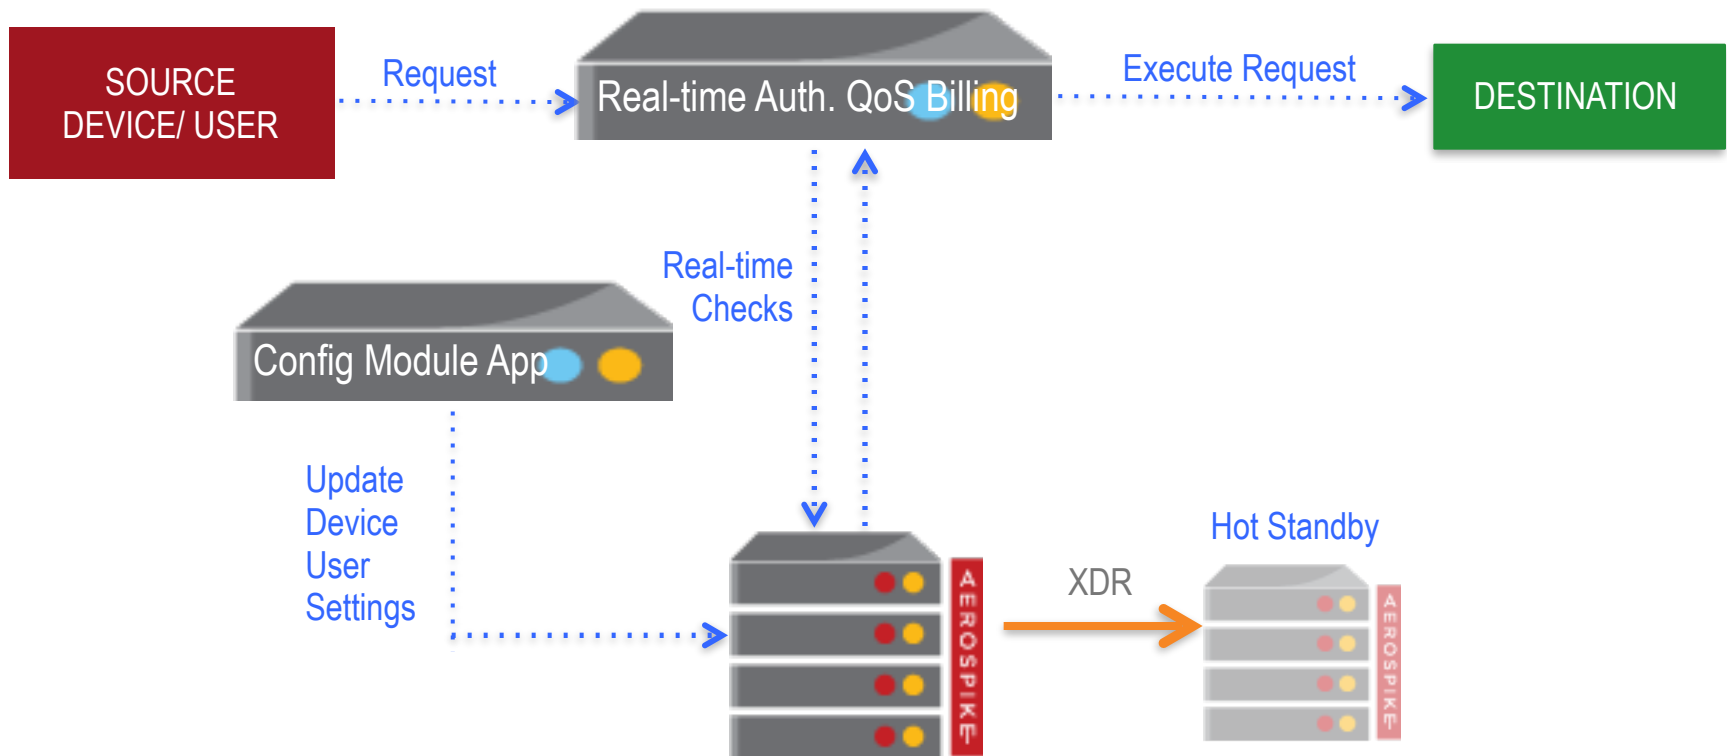 SOURCE
DEVICE/ USER
Request
Real-time Auth. QoS Billing
Execute Request
DESTINATION
Real-time
Checks
Config Module App
Update
Device
User
Settings
AEROSPIKE
XDR
Hot Standby
AEROSPIKE